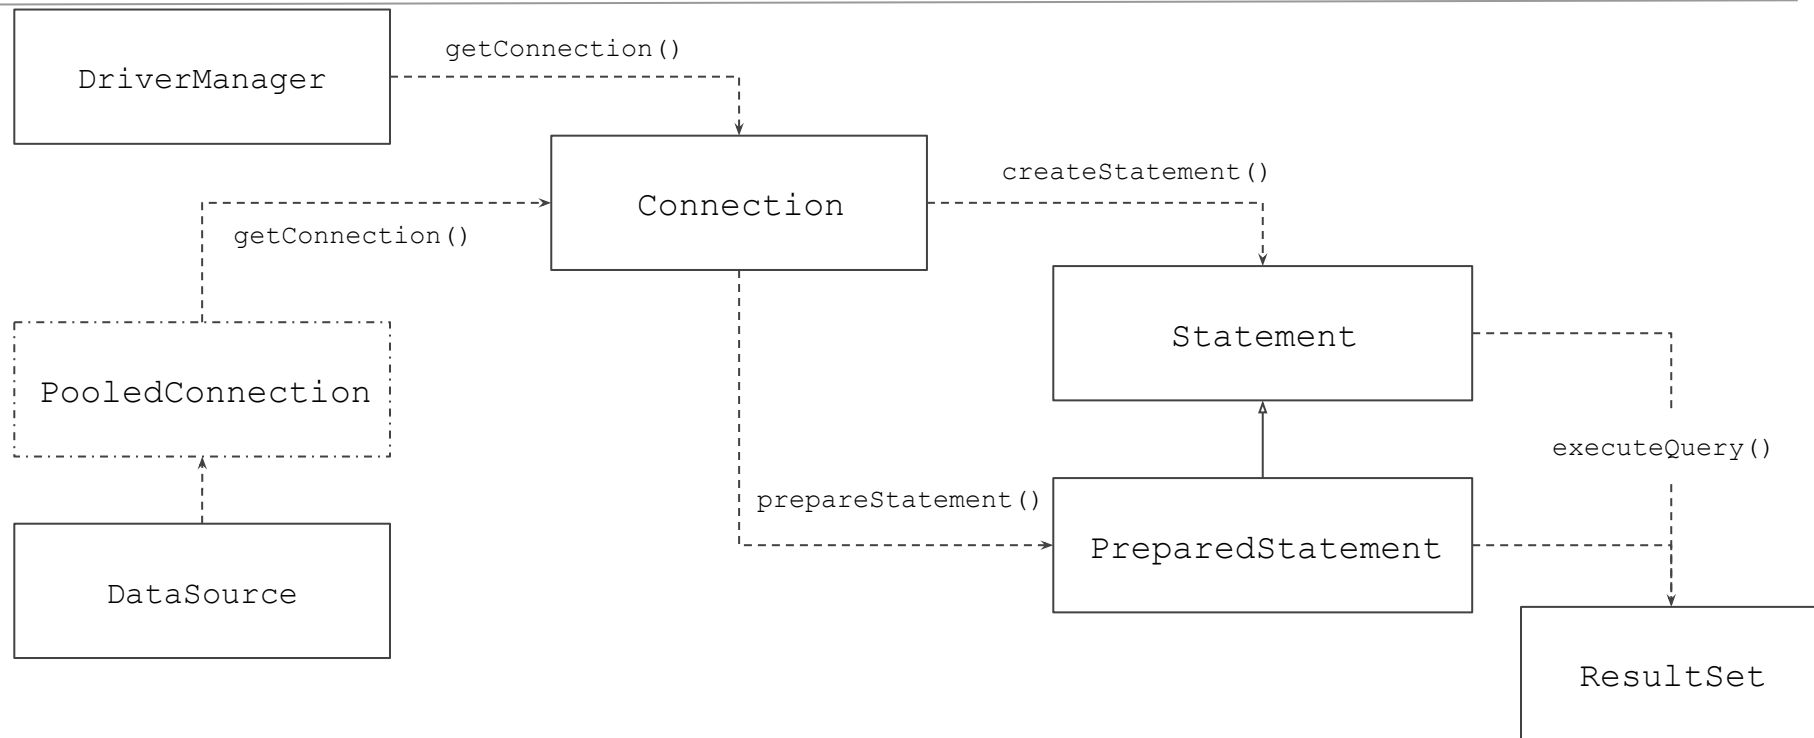 getConnection()
DriverManager
createStatement()
Connection
getConnection()
Statement
PooledConnection
executeQuery()
prepareStatement()
PreparedStatement
DataSource
ResultSet